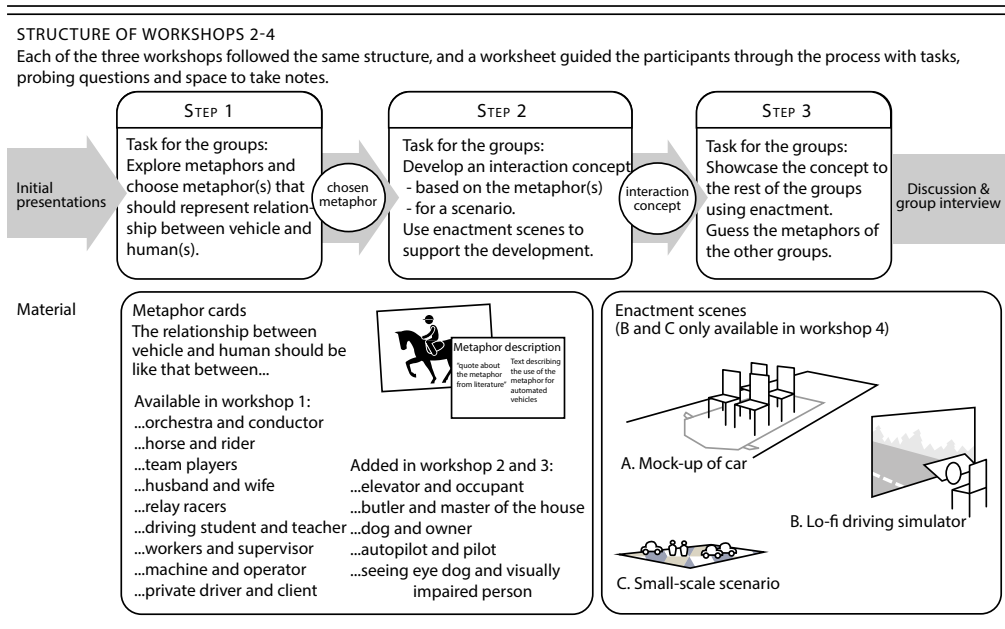 STRUCTURE OF WORKSHOPS 2-4
Each of the three workshops followed the same structure, and a worksheet guided the participants through the process with tasks,
probing questions and space to take notes.
Initial
presentations
STEP 1
Task for the groups:
Explore metaphors and
choose metaphor(s) that
should represent relation-
ship between vehicle and
human(s).
chosen
metaphor
STEP 2
Task for the groups:
Develop an interaction concept
- based on the metaphor(s)
- for a scenario.
Use enactment scenes to
support the development.
interaction
concept
STEP 3
Task for the groups:
Showcase the concept to
the rest of the groups
using enactment.
Guess the metaphors of
the other groups.
Discussion &
group interview
Material
Metaphor cards
The relationship between
vehicle and human should be
like that between...
Metaphor description
"quote about
the metaphor
from literature"
Text describing
the use of the
metaphor for
automated
vehicles
Available in workshop 1:
...orchestra and conductor
...horse and rider
...team players
...husband and wife
...relay racers
...driving student and teacher
...workers and supervisor
...machine and operator
...private driver and client
Added in workshop 2 and 3:
...elevator and occupant
...butler and master of the house
...dog and owner
...autopilot and pilot
...seeing eye dog and visually
impaired person
Enactment scenes
(B and C only available in workshop 4)
A. Mock-up of car
B. Lo-fi driving simulator
C. Small-scale scenario